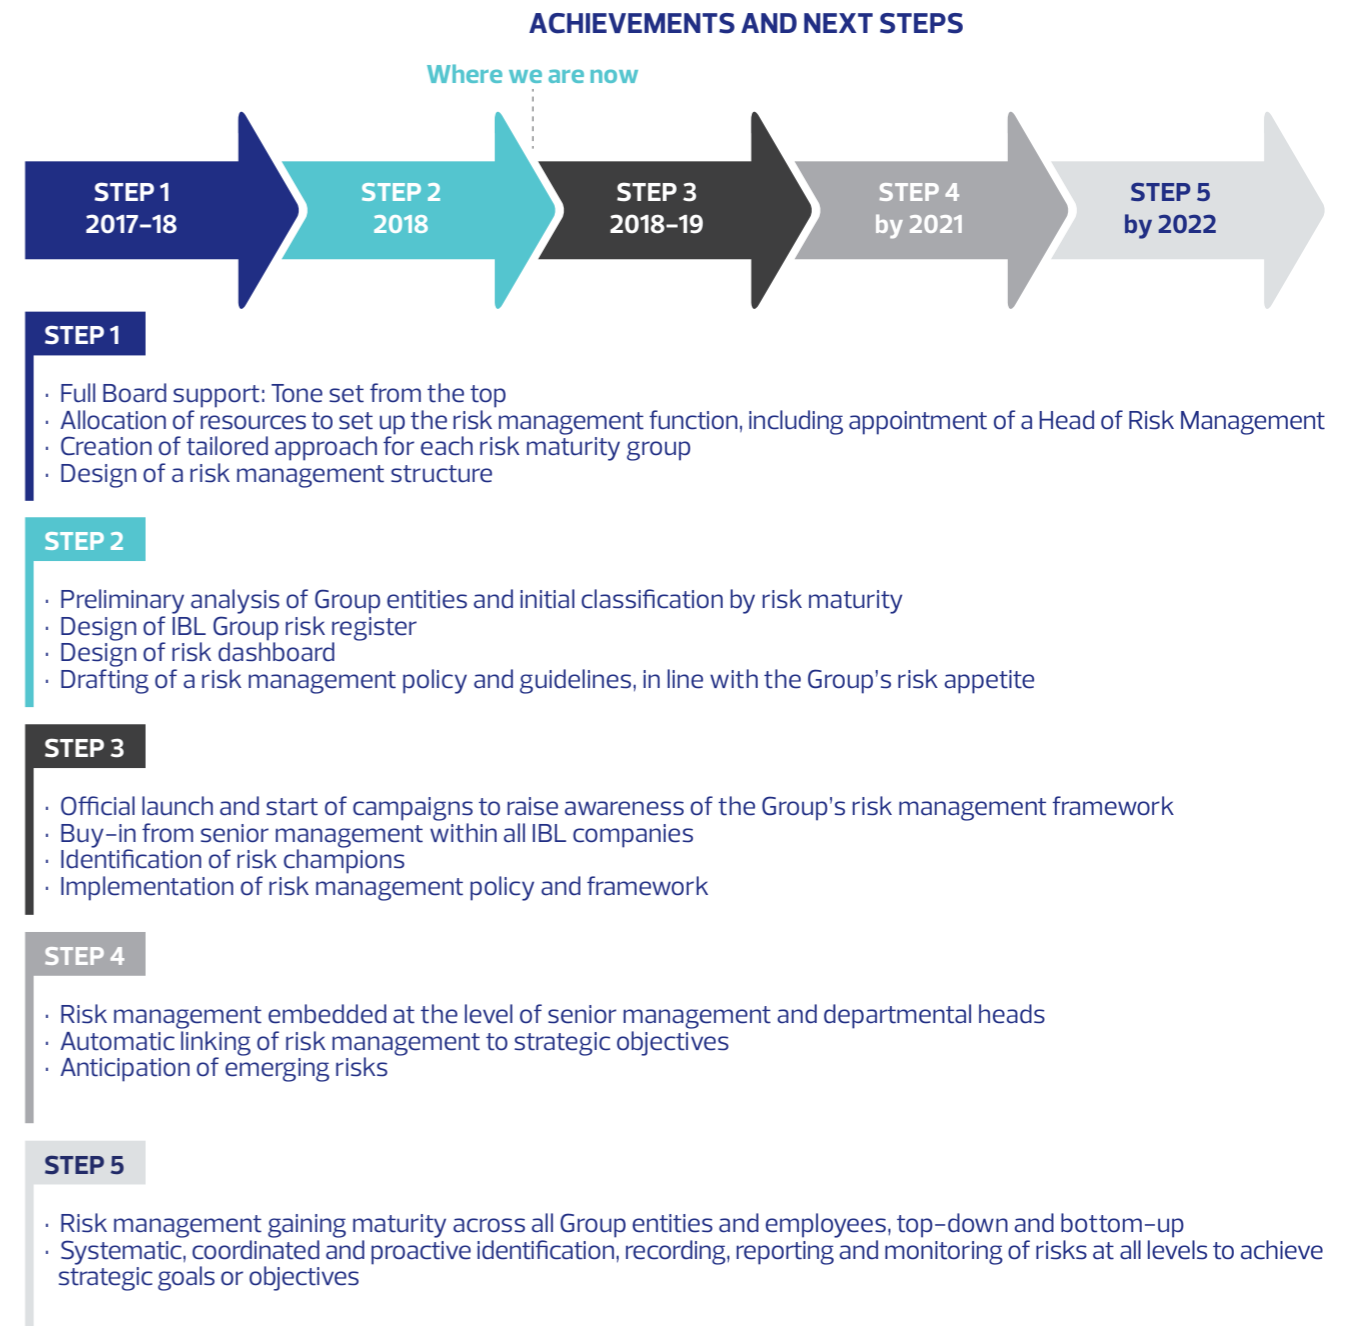 ACHIEVEMENTS AND NEXT STEPS
Where we are now
STEP 1
2017-18
STEP 2
2018
STEP 3
2018-19
STEP 4
by 2021
STEP 5
by 2022
STEP 1
· Full Board support: Tone set from the top
· Allocation of resources to set up the risk management function, including appointment of a Head of Risk Management
· Creation of tailored approach for each risk maturity group
· Design of a risk management structure
STEP 2
· Preliminary analysis of Group entities and initial classification by risk maturity
· Design of IBL Group risk register
· Design of risk dashboard
· Drafting of a risk management policy and guidelines, in line with the Group's risk appetite
STEP 3
· Official launch and start of campaigns to raise awareness of the Group's risk management framework
· Buy-in from senior management within all IBL companies
· Identification of risk champions
· Implementation of risk management policy and framework
STEP 4
· Risk management embedded at the level of senior management and departmental heads
· Automatic linking of risk management to strategic objectives
· Anticipation of emerging risks
STEP 5
· Risk management gaining maturity across all Group entities and employees, top-down and bottom-up
· Systematic, coordinated and proactive identification, recording, reporting and monitoring of risks at all levels to achieve
strategic goals or objectives